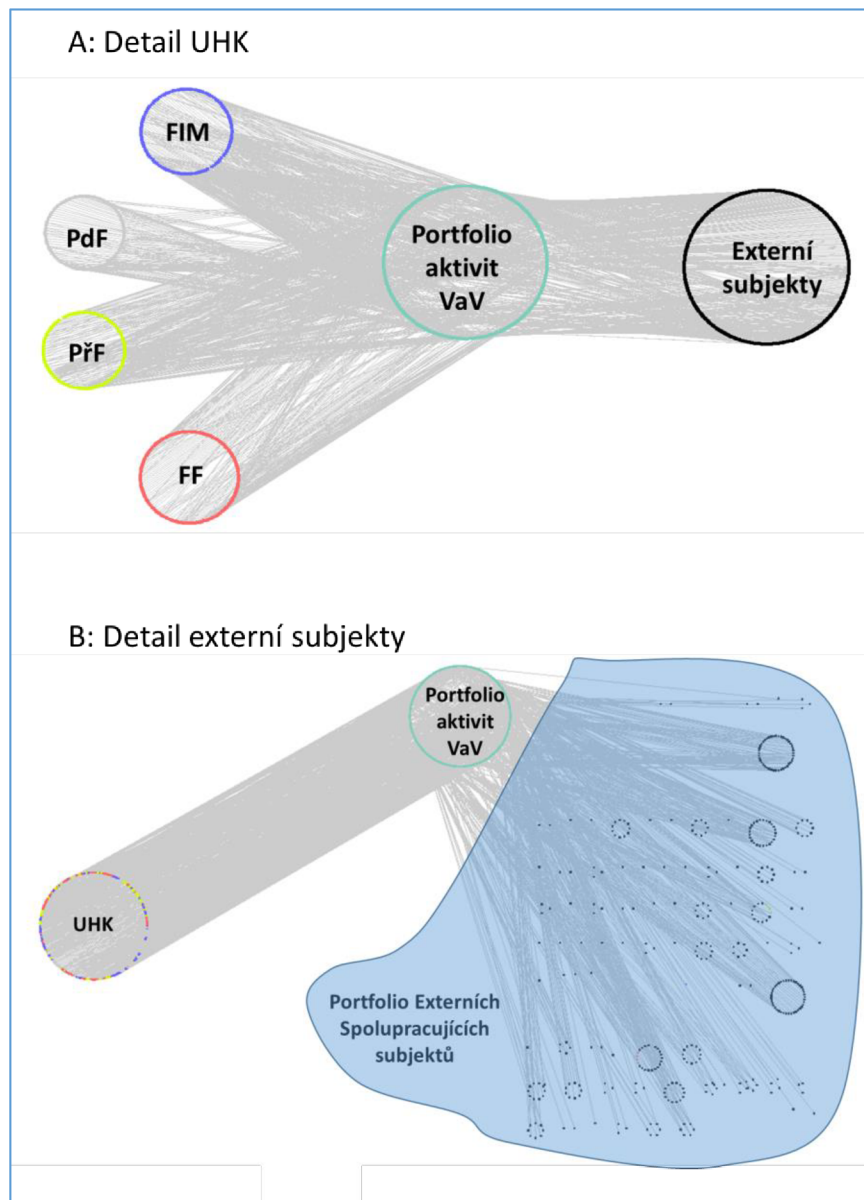 A: Detail UHK
FIM
PdF
PřF
FF
Portfolio
aktivit
VaV
Externí
subjekty
B: Detail externí subjekty
Portfolio
aktivit
VaV
UHK
Portfolio Externích
Spolupracujících
subjektů